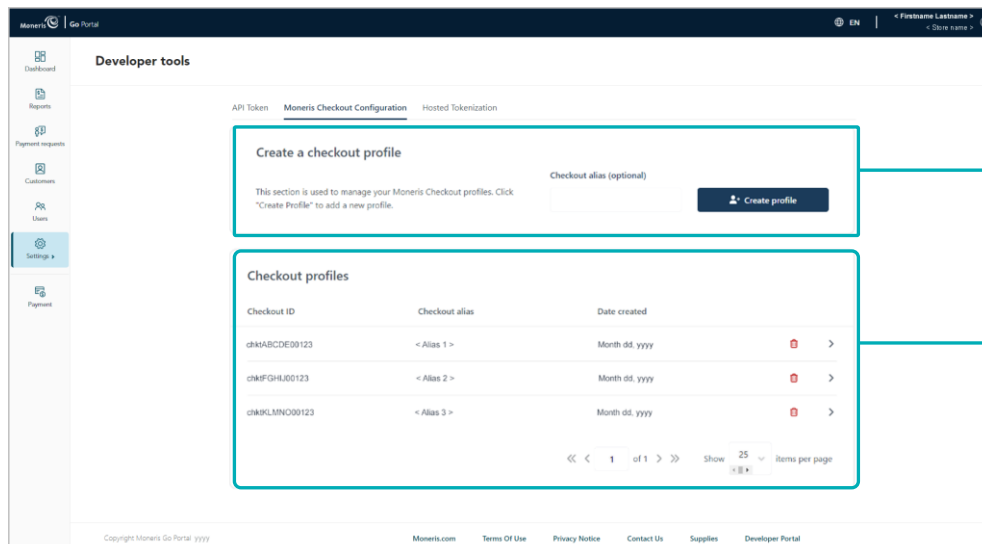 Moneris Go Portal
EN
< Firstname Lastname >
< Store name >
Dashboard
Reports
Payment requests
Customers
Users
Settings
Payment
Developer tools
API Token Moneris Checkout Configuration Hosted Tokenization
Create a checkout profile
Checkout alias (optional)
This section is used to manage your Moneris Checkout profiles. Click
"Create Profile" to add a new profile.
Create profile
Checkout profiles
Checkout ID Checkout alias Date created
chktABCDE00123 < Alias 1 > Month dd, yyyy
chktFGHIJ00123 < Alias 2 > Month dd, yyyy
chktKLMNO00123 < Alias 3 > Month dd, yyyy
1 of 1 Show 25 items per page
Copyright Moneris Go Portal yyyy
Moneris.com Terms Of Use Privacy Notice Contact Us Supplies Developer Portal